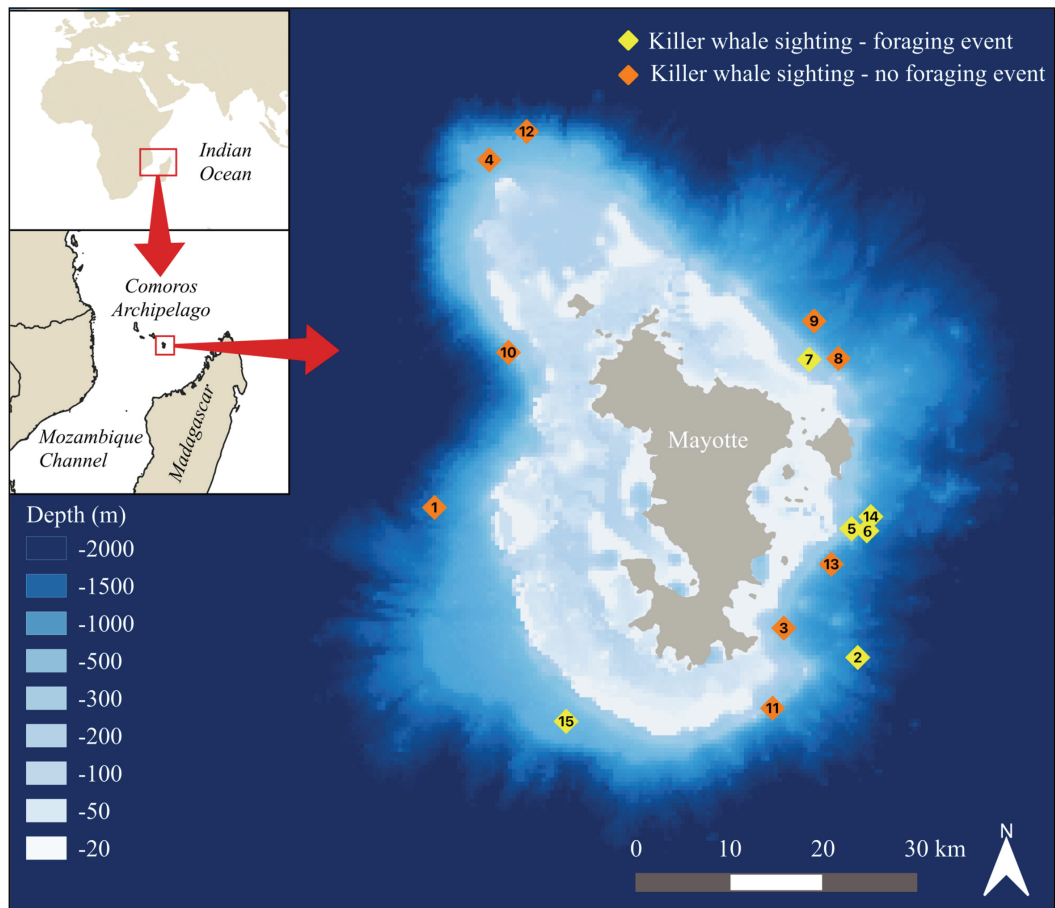 Killer whale sighting - foraging event
Killer whale sighting - no foraging event
Indian
Ocean
Comoros
Archipelago
Mozambique
Channel
Madagascar
Depth (m)
-2000
-1500
-1000
-500
-300
-200
-100
-50
-20
12
4
9
7
8
10
Mayotte
1
14
5
6
13
3
2
11
15
0 10 20 30 km
N